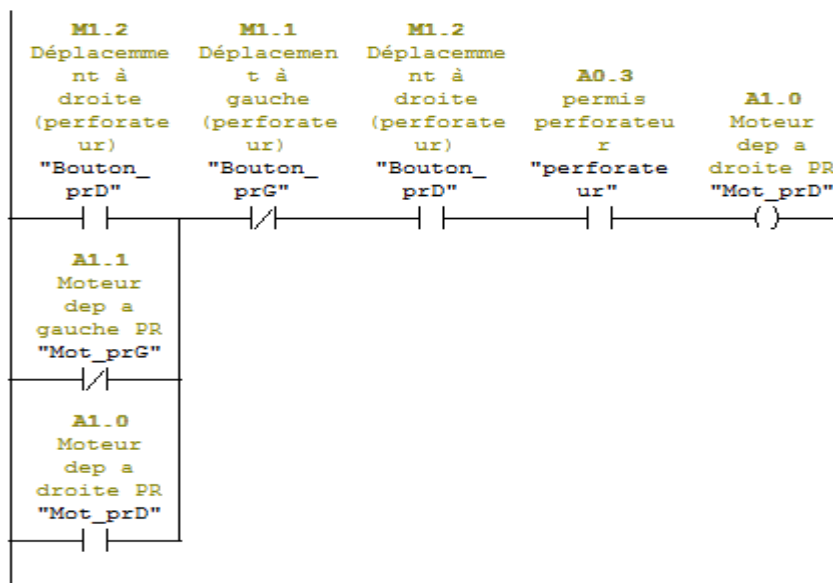 M1.2
Déplacemme
nt à
droite
(perforate
ur)
"Bouton_
prD"
M1.1
Déplacemen
t à
gauche
(perforate
ur)
"Bouton_
prG"
M1.2
Déplacemme
nt à
droite
(perforate
ur)
"Bouton_
prD"
A0.3
permis
perforateu
r
"perforate
ur"
A1.0
Moteur
dep a
droite PR
"Mot_prD"
A1.1
Moteur
dep a
gauche PR
"Mot_prG"
A1.0
Moteur
dep a
droite PR
"Mot_prD"